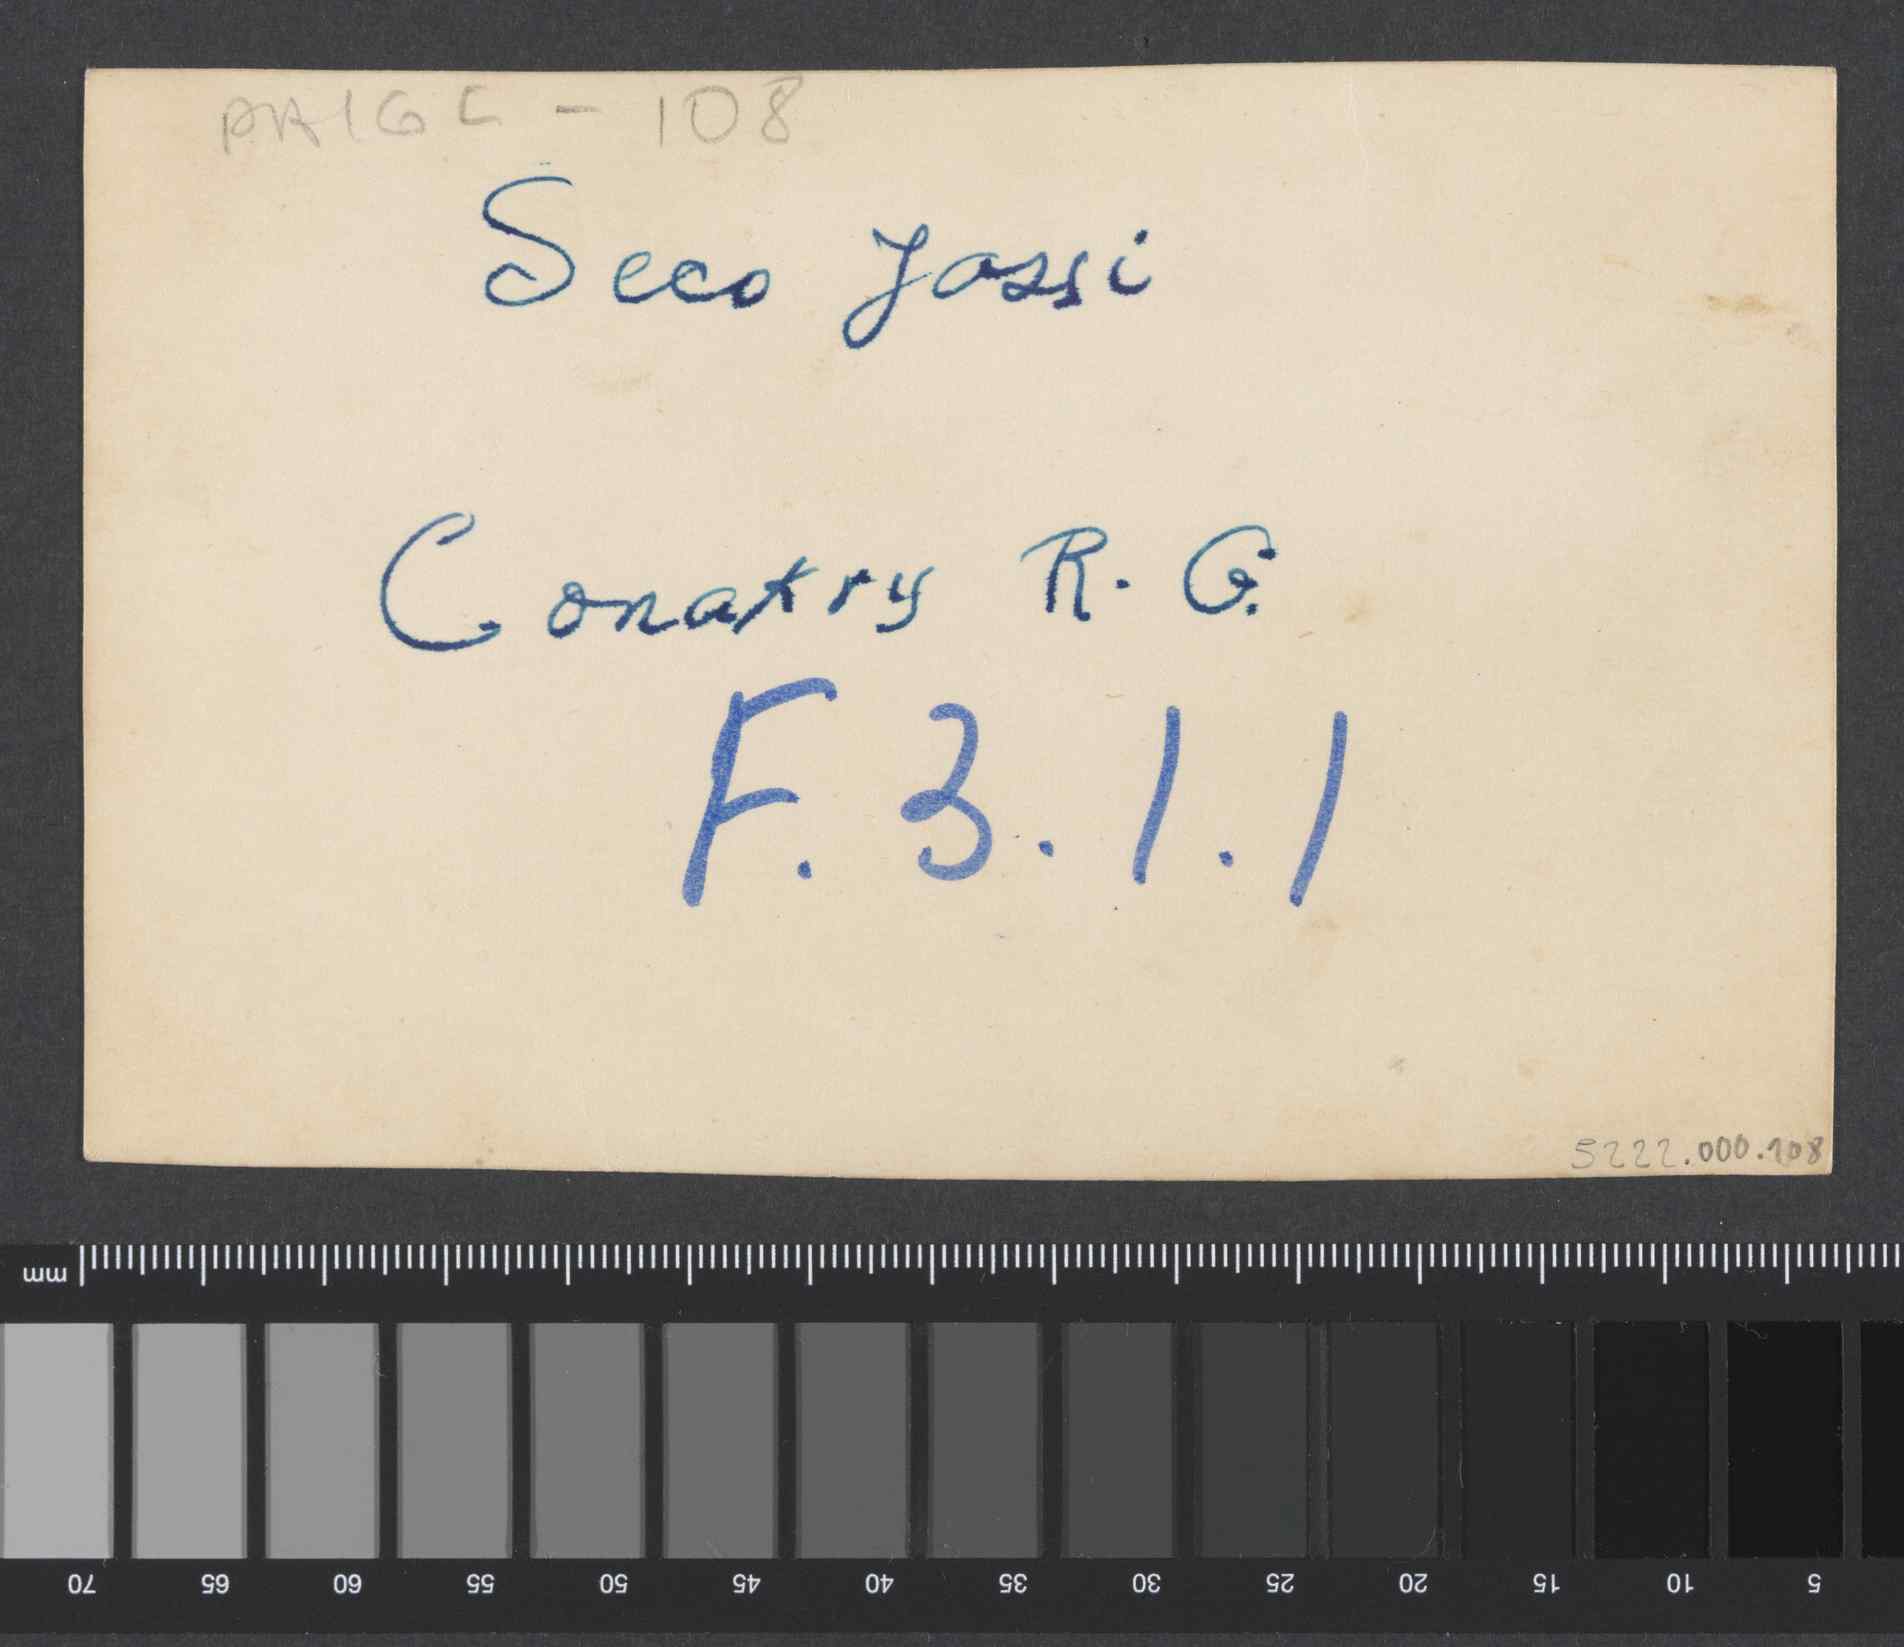 PAIGC - 108
Seco Jassi
Conakry R. G.
F. 3. 1. 1
5222.000.108
mm
70 65 60 55 50 45 40 35 30 25 20 15 10 5